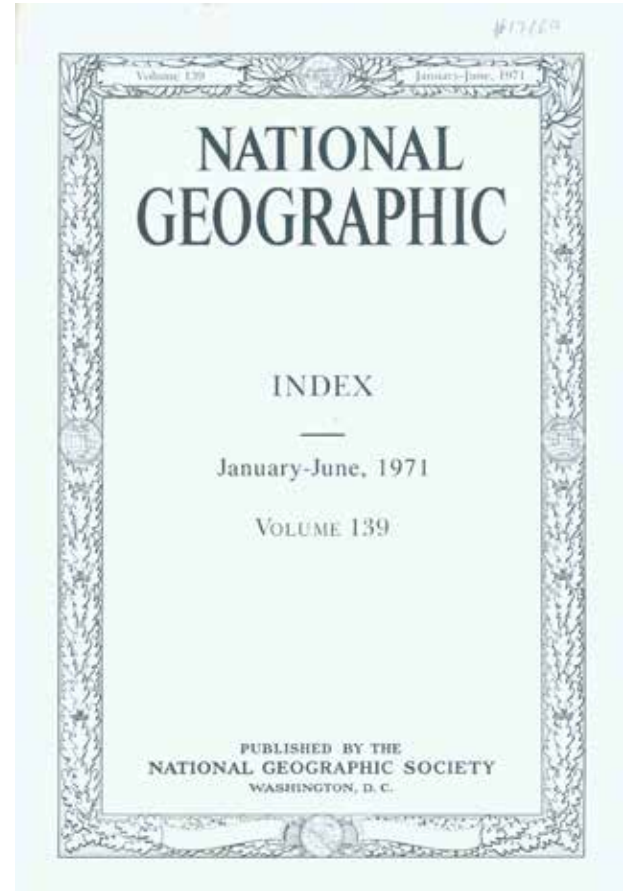 Volume 139
January-June, 1971
NATIONAL
GEOGRAPHIC
INDEX
January-June, 1971
VOLUME 139
PUBLISHED BY THE
NATIONAL GEOGRAPHIC SOCIETY
WASHINGTON, D. C.